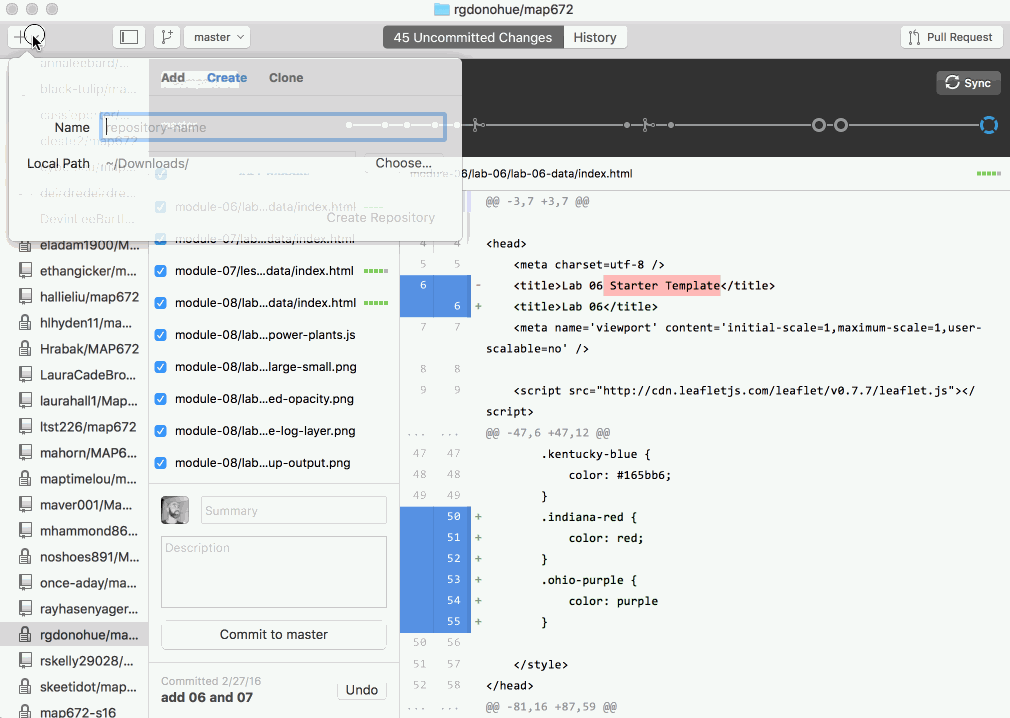 rgdonohue/map672
master
45 Uncommitted Changes
History
Pull Request
Sync
Add
Create
Clone
Name
repository-name
Local Path
~/Downloads/
Choose...
Create Repository
annaleebard/...
black-tulip/ma...
deirdredeirdre...
DevinLeeBartl...
eladam1900/M...
ethangicker/m...
hallieliu/map672
hlhyden11/ma...
Hrabak/MAP672
LauraCadeBro...
laurahall1/Map...
ltst226/map672
mahorn/MAP6...
maptimelou/m...
maver001/Ma...
mhammond86...
noshoes891/M...
once-aday/ma...
rayhasenyager...
rgdonohue/ma...
rskelly29028/...
skeetidot/map...
map672-s16
master
module-06/lab...data/index.html
module-07/lab...data/index.html
module-07/les...data/index.html
module-08/lab...data/index.html
module-08/lab...power-plants.js
module-08/lab...large-small.png
module-08/lab...ed-opacity.png
module-08/lab...e-log-layer.png
module-08/lab...up-output.png
Summary
Description
Commit to master
Committed 2/27/16
add 06 and 07
Undo
module-06/lab-06/lab-06-data/index.html
@@ -3,7 +3,7 @@
4 4 <head>
5 5 <meta charset=utf-8 />
6 - <title>Lab 06 Starter Template</title>
6 + <title>Lab 06</title>
7 7 <meta name='viewport' content='initial-scale=1,maximum-scale=1,user-
scalable=no' />
8 8
9 9 <script src="http://cdn.leafletjs.com/leaflet/v0.7.7/leaflet.js"></
script>
... ... @@ -47,6 +47,12 @@
47 47 .kentucky-blue {
48 48 color: #165bb6;
49 49 }
50 + .indiana-red {
51 + color: red;
52 + }
53 + .ohio-purple {
54 + color: purple
55 + }
50 56
51 57 </style>
52 58 </head>
... ... @@ -81,16 +87,59 @@